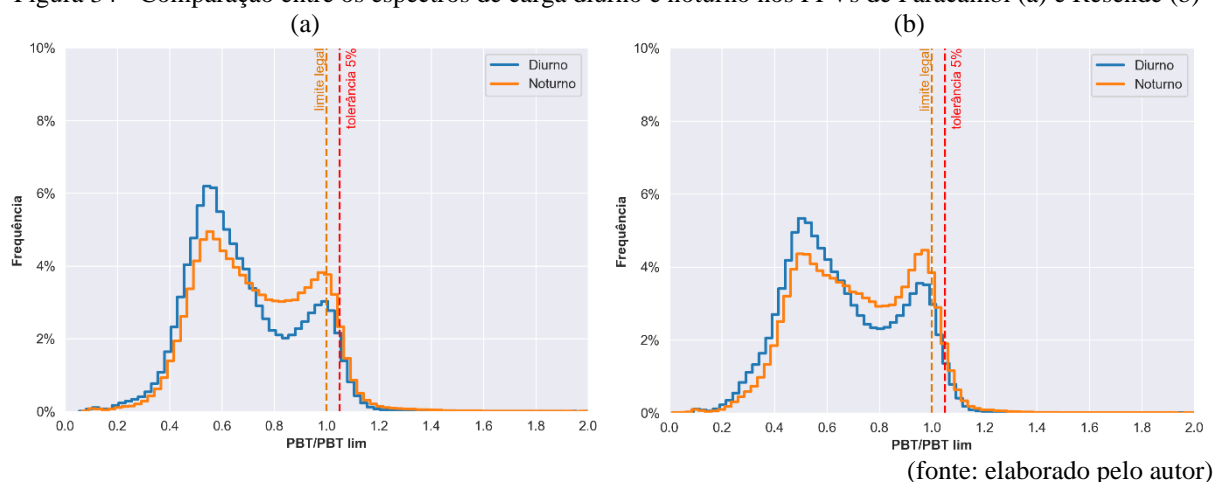 Figura 54 - Comparação entre os espectros de carga diurno e noturno nos PPVs de Paracambi (a) e Resende (b)
(a) (b)
10%
8%
6%
4%
2%
0%
Frequência
limite legal
tolerância 5%
Diurno
Noturno
0.0 0.2 0.4 0.6 0.8 1.0 1.2 1.4 1.6 1.8 2.0
PBT/PBT lim
10%
8%
6%
4%
2%
0%
Frequência
limite legal
tolerância 5%
Diurno
Noturno
0.0 0.2 0.4 0.6 0.8 1.0 1.2 1.4 1.6 1.8 2.0
PBT/PBT lim
(fonte: elaborado pelo autor)